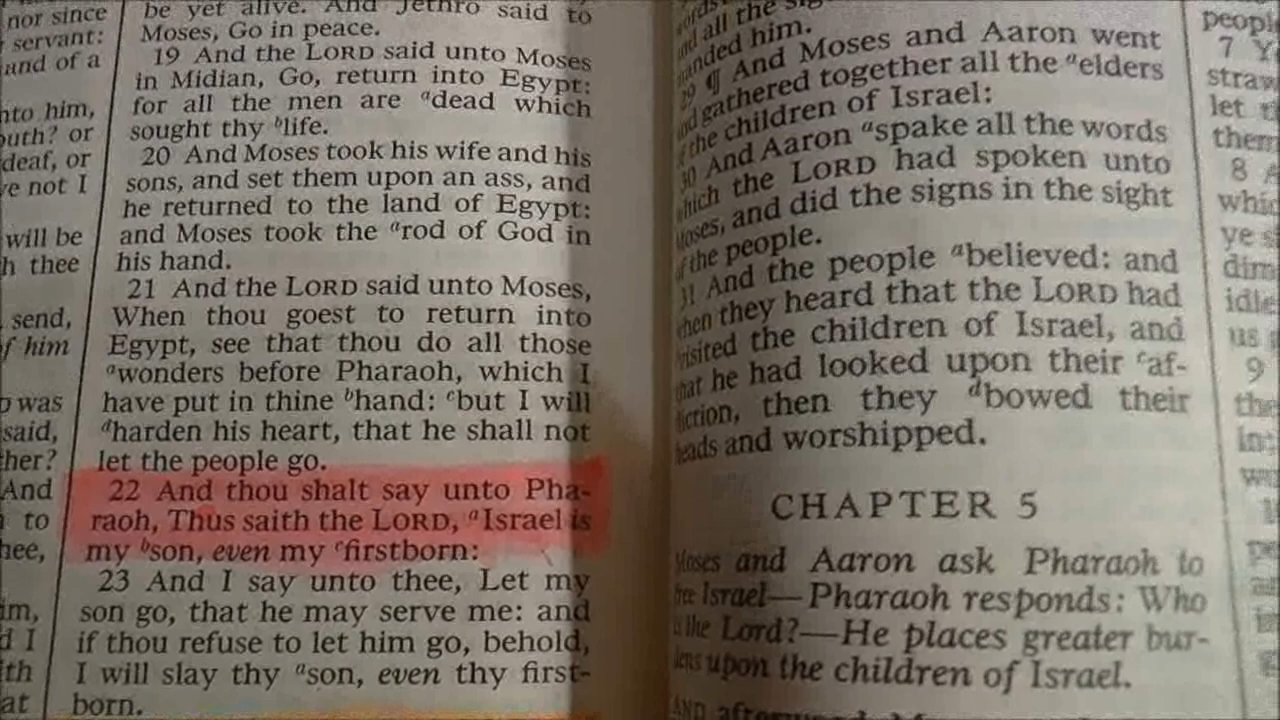 nor since
servant:
and of a
nto him,
outh? or
deaf, or
ve not I
will be
h thee
send,
f him
was
said,
her?
And
to
hee,
im,
d I
ith
at
be yet alive. And Jethro said to
Moses, Go in peace.
19 And the LORD said unto Moses
in Midian, Go, return into Egypt:
for all the men are ᵃdead which
sought thy ᵇlife.
20 And Moses took his wife and his
sons, and set them upon an ass, and
he returned to the land of Egypt:
and Moses took the ᵃrod of God in
his hand.
21 And the LORD said unto Moses,
When thou goest to return into
Egypt, see that thou do all those
ᵃwonders before Pharaoh, which I
have put in thine ᵇhand: ᶜbut I will
ᵈharden his heart, that he shall not
let the people go.
22 And thou shalt say unto Pha-
raoh, Thus saith the LORD, ᵃIsrael is
my ᵇson, even my ᶜfirstborn:
23 And I say unto thee, Let my
son go, that he may serve me: and
if thou refuse to let him go, behold,
I will slay thy ᵃson, even thy first-
born.
words
and all the
manded him.
29 ¶ And Moses and Aaron went
and gathered together all the ᵃelders
of the children of Israel:
30 And Aaron ᵃspake all the words
which the LORD had spoken unto
Moses, and did the signs in the sight
of the people.
31 And the people ᵃbelieved: and
when they heard that the LORD had
visited the children of Israel, and
that he had looked upon their ᶜaf-
fliction, then they ᵈbowed their
heads and worshipped.
CHAPTER 5
Moses and Aaron ask Pharaoh to
free Israel—Pharaoh responds: Who
is the Lord?—He places greater bur-
dens upon the children of Israel.
AND afterward
people
7 Y
straw
let t
them
8 A
whic
ye s
dim
idle
us
9
the